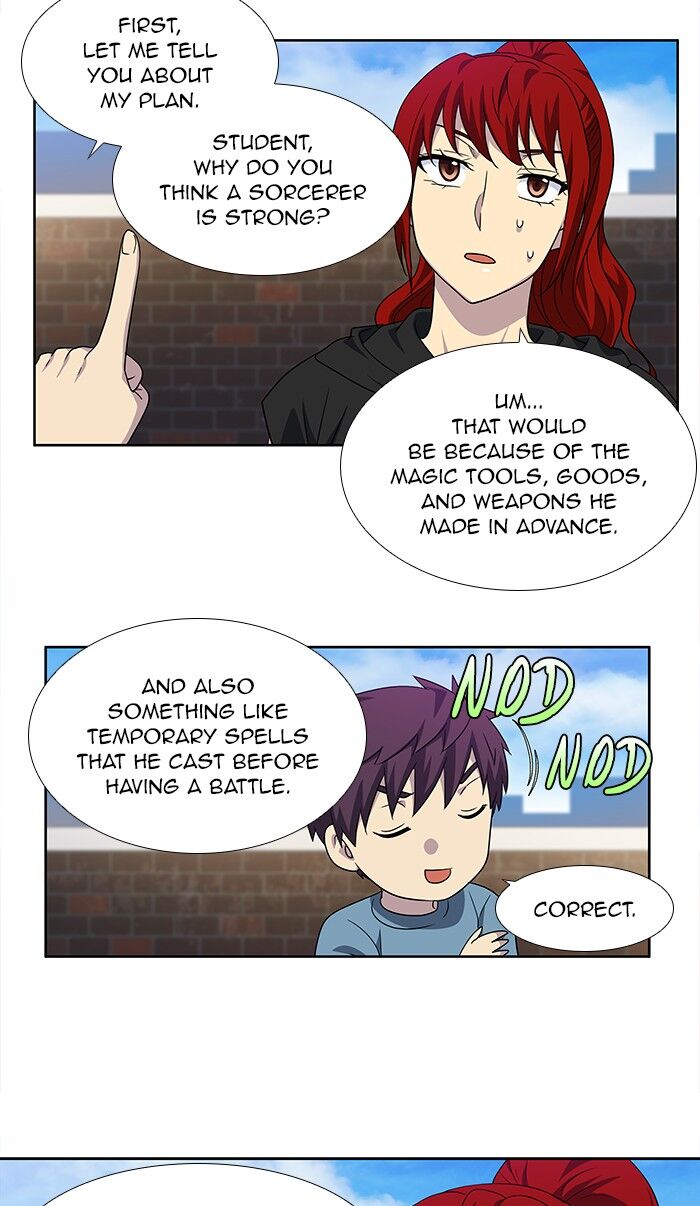 FIRST,
LET ME TELL
YOU ABOUT
MY PLAN.
STUDENT,
WHY DO YOU
THINK A SORCERER
IS STRONG?
UM...
THAT WOULD
BE BECAUSE OF THE
MAGIC TOOLS, GOODS,
AND WEAPONS HE
MADE IN ADVANCE.
AND ALSO
SOMETHING LIKE
TEMPORARY SPELLS
THAT HE CAST BEFORE
HAVING A BATTLE.
NOD
NOD
CORRECT.